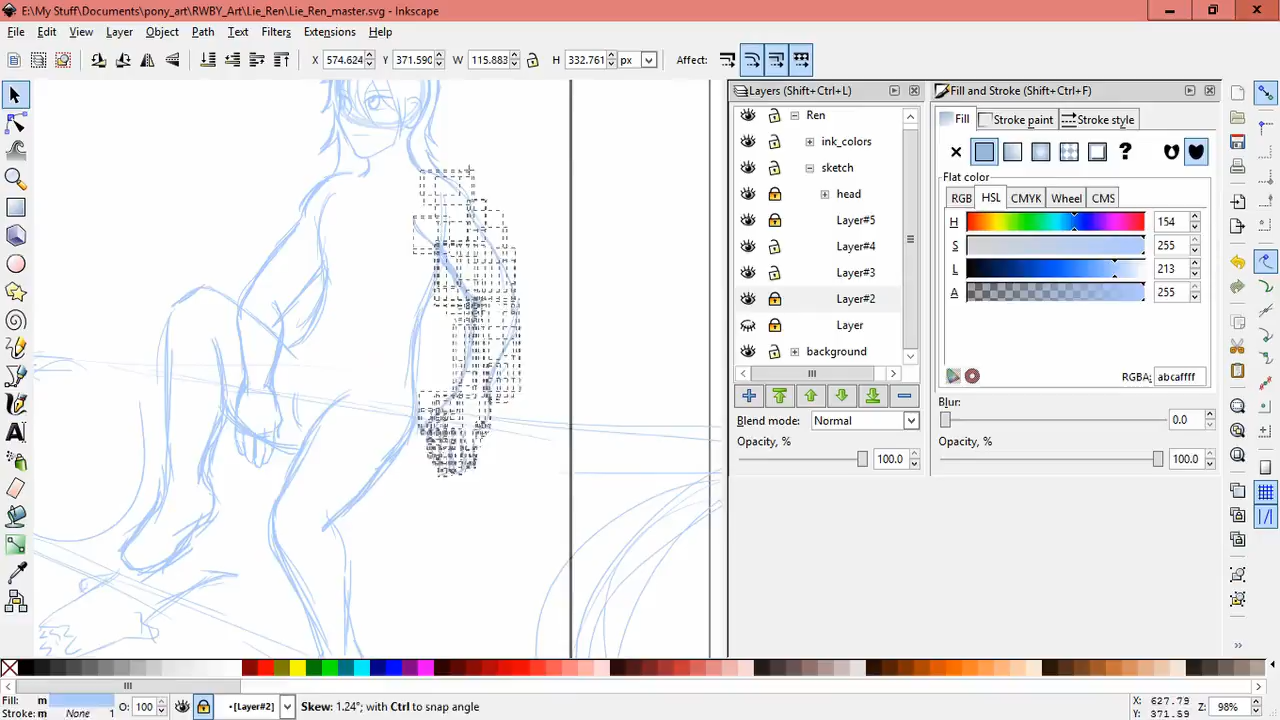 E:\My Stuff\Documents\pony_art\RWBY_Art\Lie_Ren\Lie_Ren_master.svg - Inkscape
File Edit View Layer Object Path Text Filters Extensions Help
X 574.624 Y 371.590 W 115.883 H 332.761 px Affect:
Layers (Shift+Ctrl+L)
Fill and Stroke (Shift+Ctrl+F)
Ren
ink_colors
sketch
head
Layer#5
Layer#4
Layer#3
Layer#2
Layer
background
Blend mode: Normal
Opacity, % 100.0
Fill Stroke paint Stroke style
?
Flat color
RGB HSL CMYK Wheel CMS
H 154
S 255
L 213
A 255
RGBA: abcaffff
Blur:
0.0
Opacity, %
100.0
Fill: m
Stroke: m None 1
O: 100
•[Layer#2]
Skew: 1.24°; with Ctrl to snap angle
X: 627.79
Y: 371.59
Z: 98%